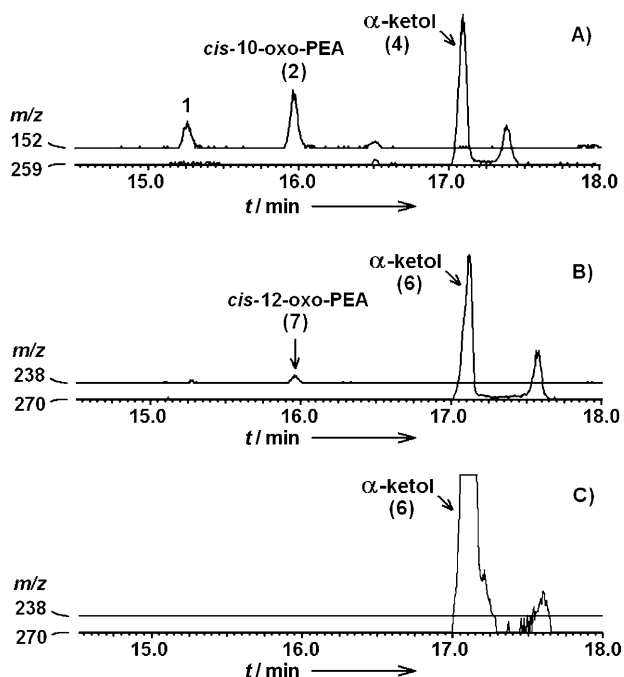 α-ketol
(4)
A)
cis-10-oxo-PEA
(2)
1
m/z
152
259
15.0 16.0 17.0 18.0
t / min
α-ketol
(6)
B)
cis-12-oxo-PEA
(7)
m/z
238
270
15.0 16.0 17.0 18.0
t / min
α-ketol
(6)
C)
m/z
238
270
15.0 16.0 17.0 18.0
t / min